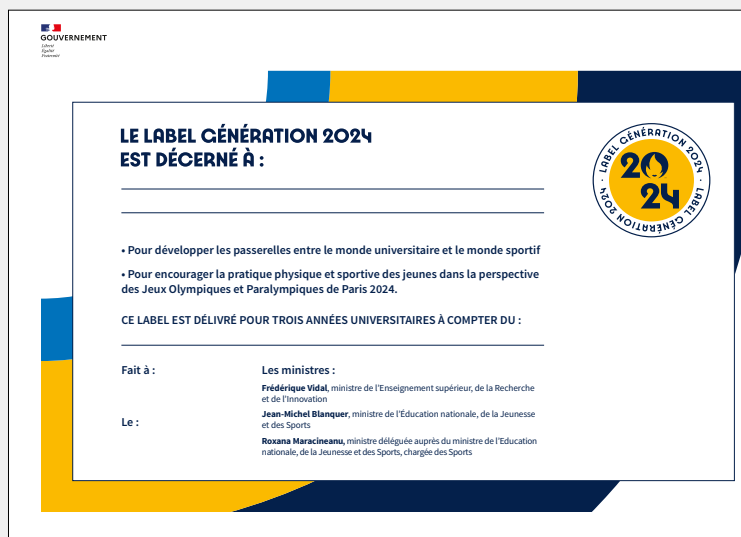 GOUVERNEMENT
Liberté
Égalité
Fraternité
LE LABEL GÉNÉRATION 2024
EST DÉCERNÉ À :
LABEL GÉNÉRATION 2024 · LABEL GÉNÉRATION 2024 ·
20
24
• Pour développer les passerelles entre le monde universitaire et le monde sportif
• Pour encourager la pratique physique et sportive des jeunes dans la perspective
des Jeux Olympiques et Paralympiques de Paris 2024.
CE LABEL EST DÉLIVRÉ POUR TROIS ANNÉES UNIVERSITAIRES À COMPTER DU :
Fait à :
Le :
Les ministres :
Frédérique Vidal, ministre de l'Enseignement supérieur, de la Recherche
et de l'Innovation
Jean-Michel Blanquer, ministre de l'Éducation nationale, de la Jeunesse
et des Sports
Roxana Maracineanu, ministre déléguée auprès du ministre de l'Education
nationale, de la Jeunesse et des Sports, chargée des Sports